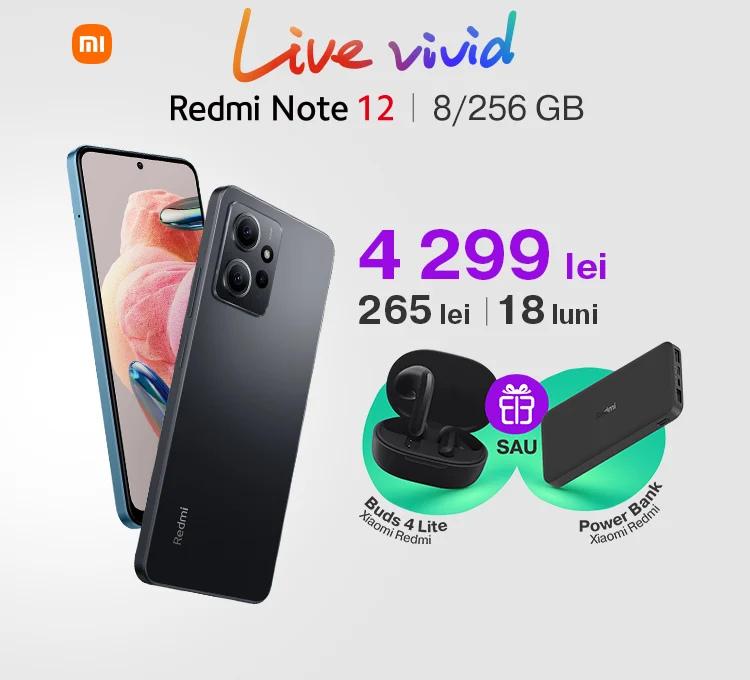 mi
Live vivid
Redmi Note 12 | 8/256 GB
4 299 lei
265 lei | 18 luni
SAU
Redmi
Redmi
Buds 4 Lite
Xiaomi Redmi
Power Bank
Xiaomi Redmi